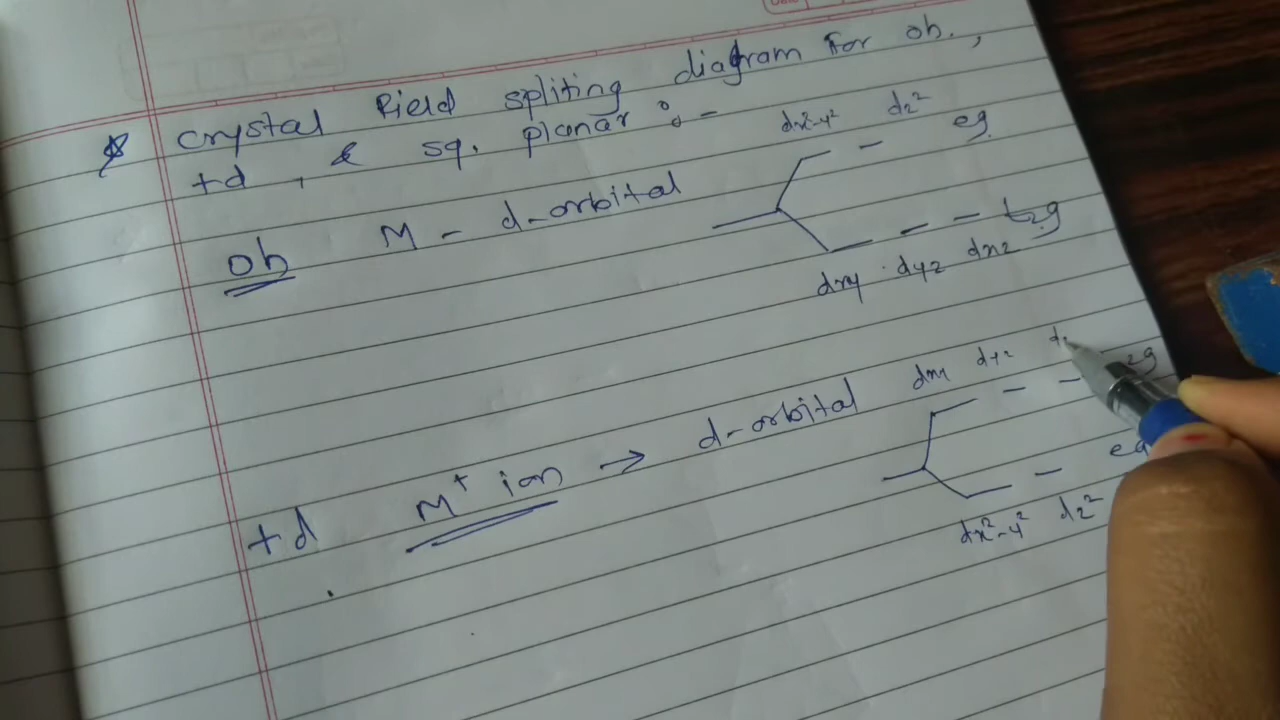 crystal field spliting diagram for oh.,
td, & sq. planar :-
dx²-y² dz² eg
oh M - d-orbital
t2g
dxy dyz dxz
dxy dyz
td M+ ion → d-orbital
eg
dx²-y² dz²